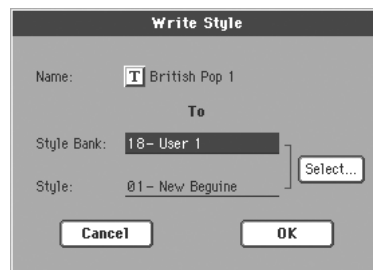 Write Style
Name: T British Pop 1
To
Style Bank: 18- User 1
Select...
Style: 01- New Beguine
Cancel OK